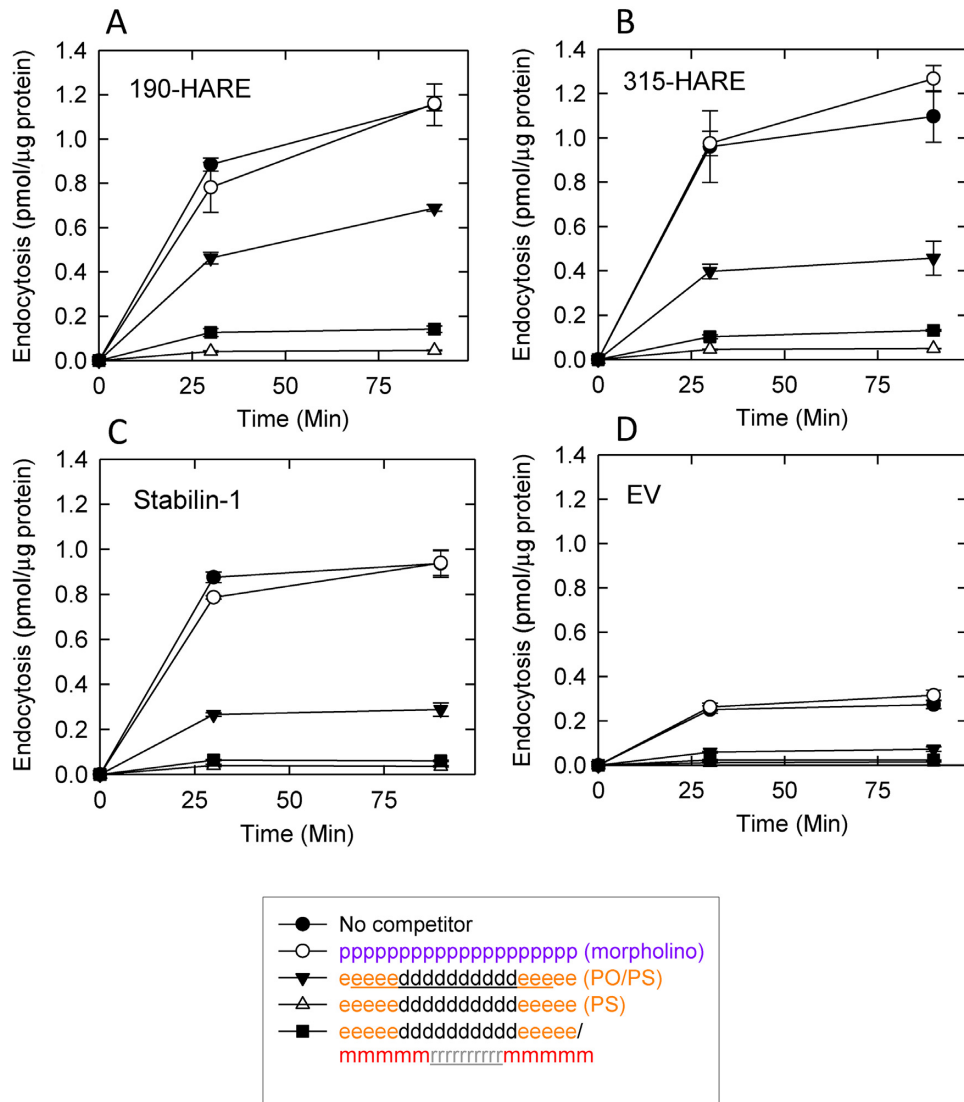 A
B
190-HARE
315-HARE
Endocytosis (pmol/µg protein)
1.4
1.2
1.0
0.8
0.6
0.4
0.2
0.0
0
25
50
75
Time (Min)
Endocytosis (pmol/µg protein)
1.4
1.2
1.0
0.8
0.6
0.4
0.2
0.0
0
25
50
75
Time (Min)
C
D
Stabilin-1
EV
Endocytosis (pmol/µg protein)
1.4
1.2
1.0
0.8
0.6
0.4
0.2
0.0
0
25
50
75
Time (Min)
Endocytosis (pmol/µg protein)
1.4
1.2
1.0
0.8
0.6
0.4
0.2
0.0
0
25
50
75
Time (Min)
No competitor
pppppppppppppppppppp (morpholino)
eeeeeddddddddddeeeee (PO/PS)
eeeeeddddddddddeeeee (PS)
eeeeeddddddddddeeeee/
mmmmmrrrrrrrrrrmmmmm